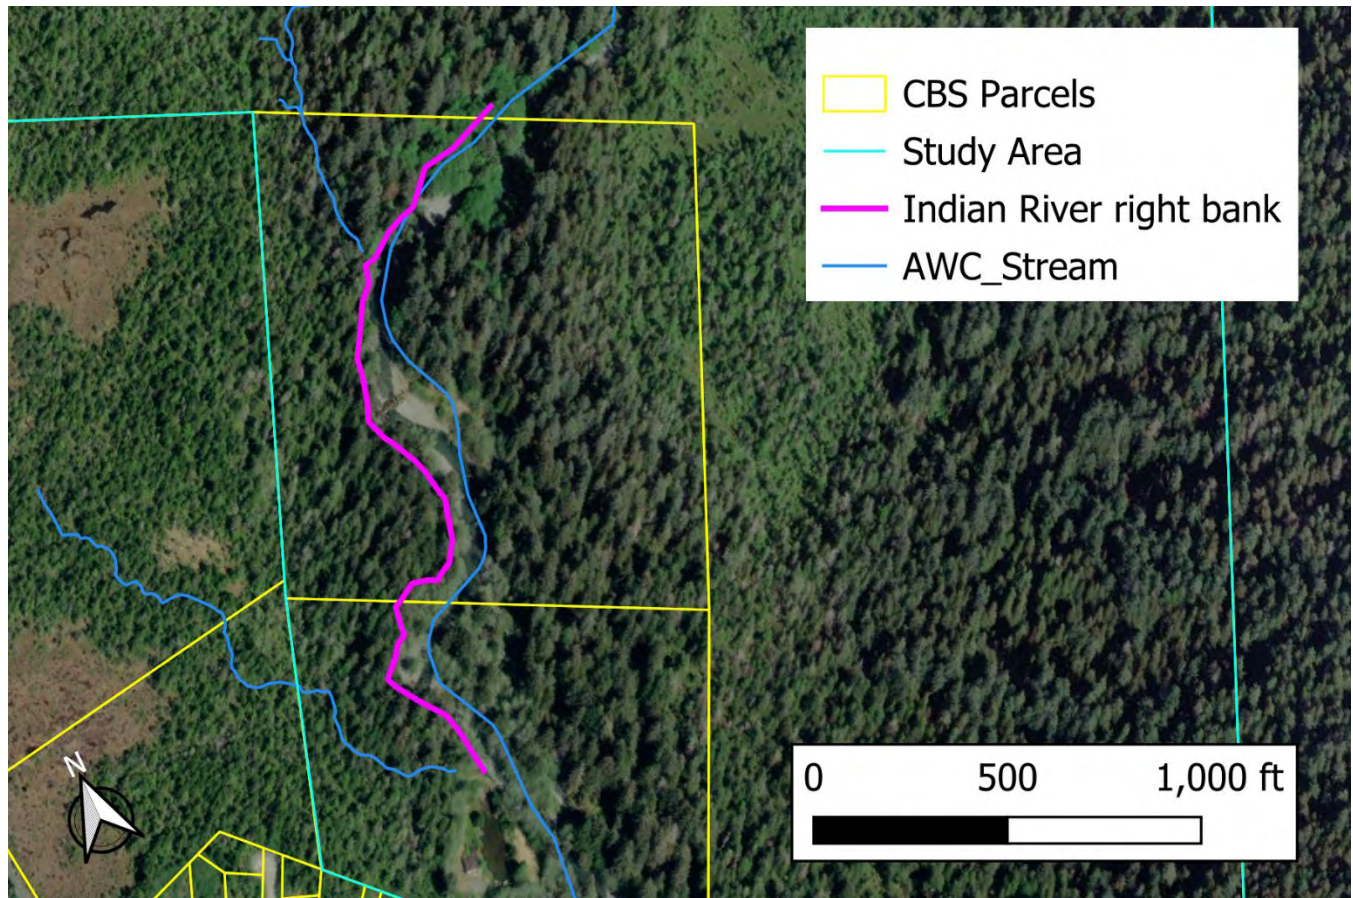 CBS Parcels
Study Area
Indian River right bank
AWC_Stream
N
0 500 1,000 ft